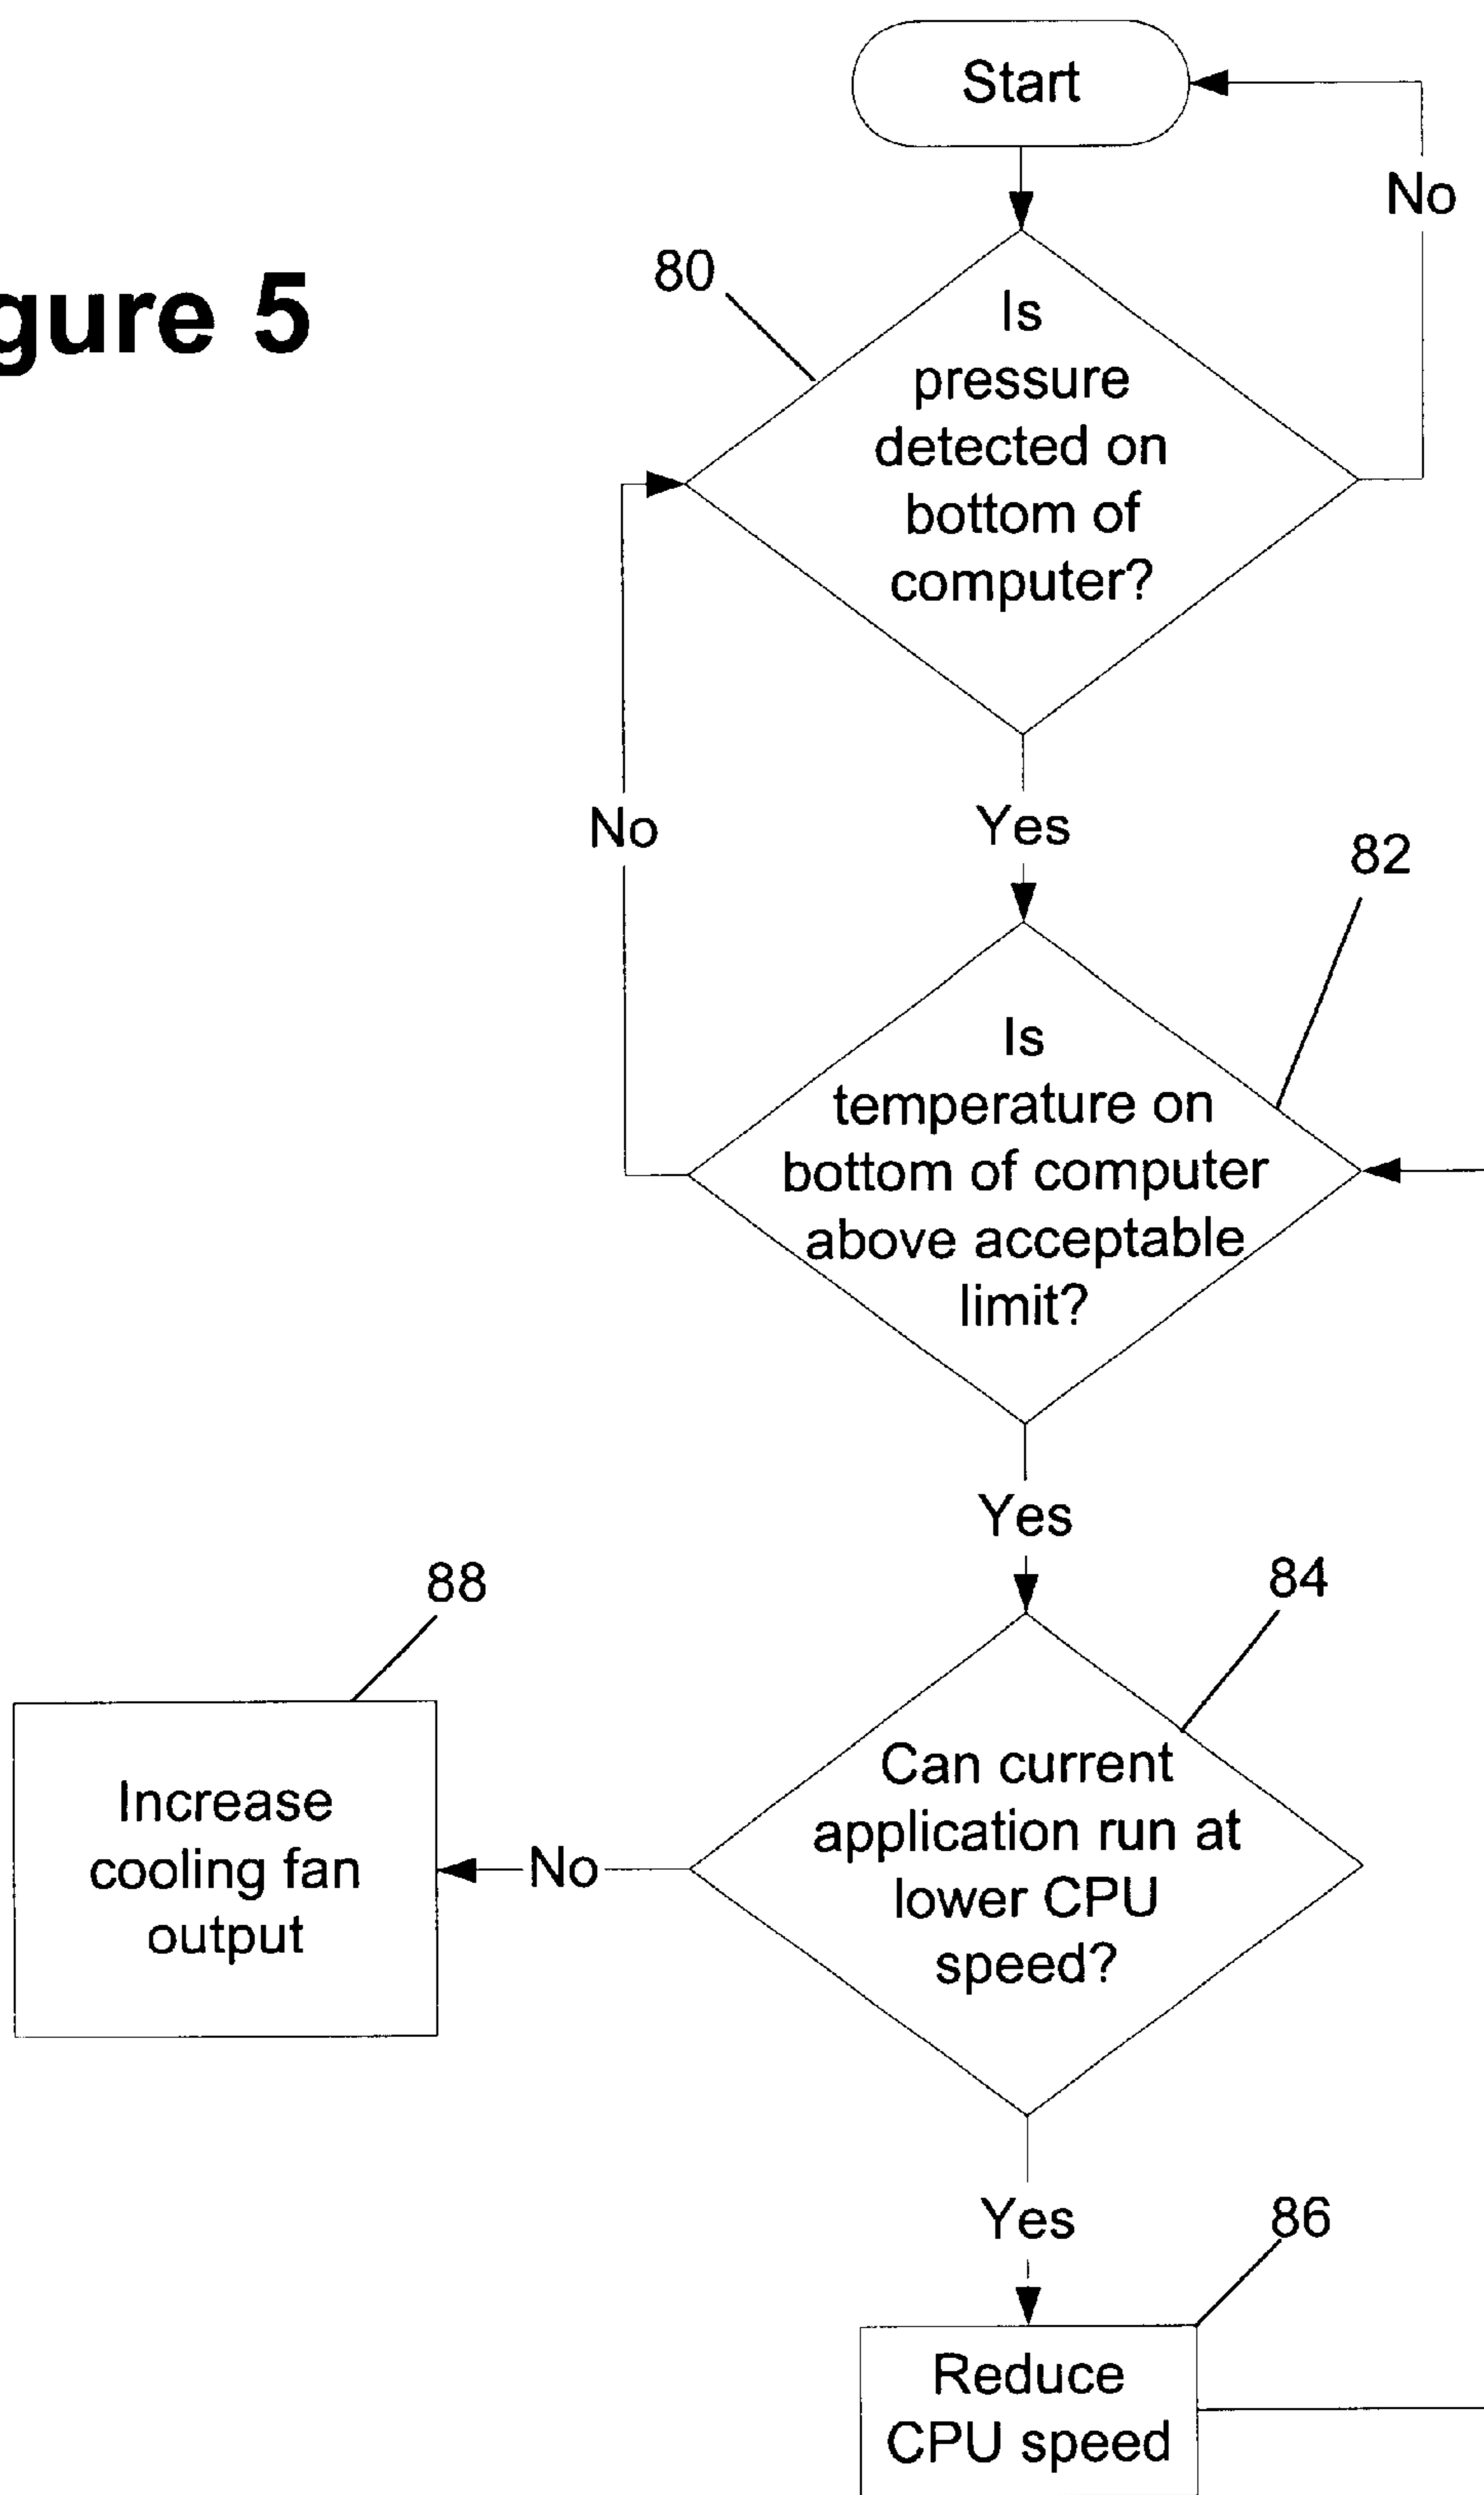 Start
No
80
gure 5
Is
pressure
detected on
bottom of
computer?
No
Yes
82
Is
temperature on
bottom of computer
above acceptable
limit?
Yes
88
84
Increase
cooling fan
output
No
Can current
application run at
lower CPU
speed?
Yes
86
Reduce
CPU speed